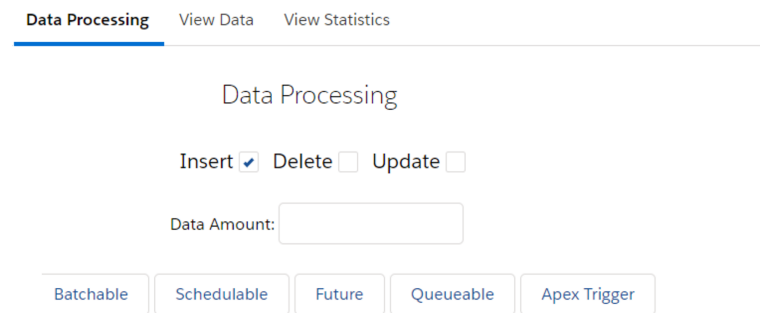 Data Processing View Data View Statistics
Data Processing
Insert Delete Update
Data Amount:
Batchable Schedulable Future Queueable Apex Trigger